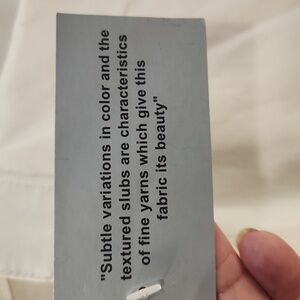 "Subtle variations in color and the
textured slubs are characteristics
of fine yarns which give this
fabric its beauty"